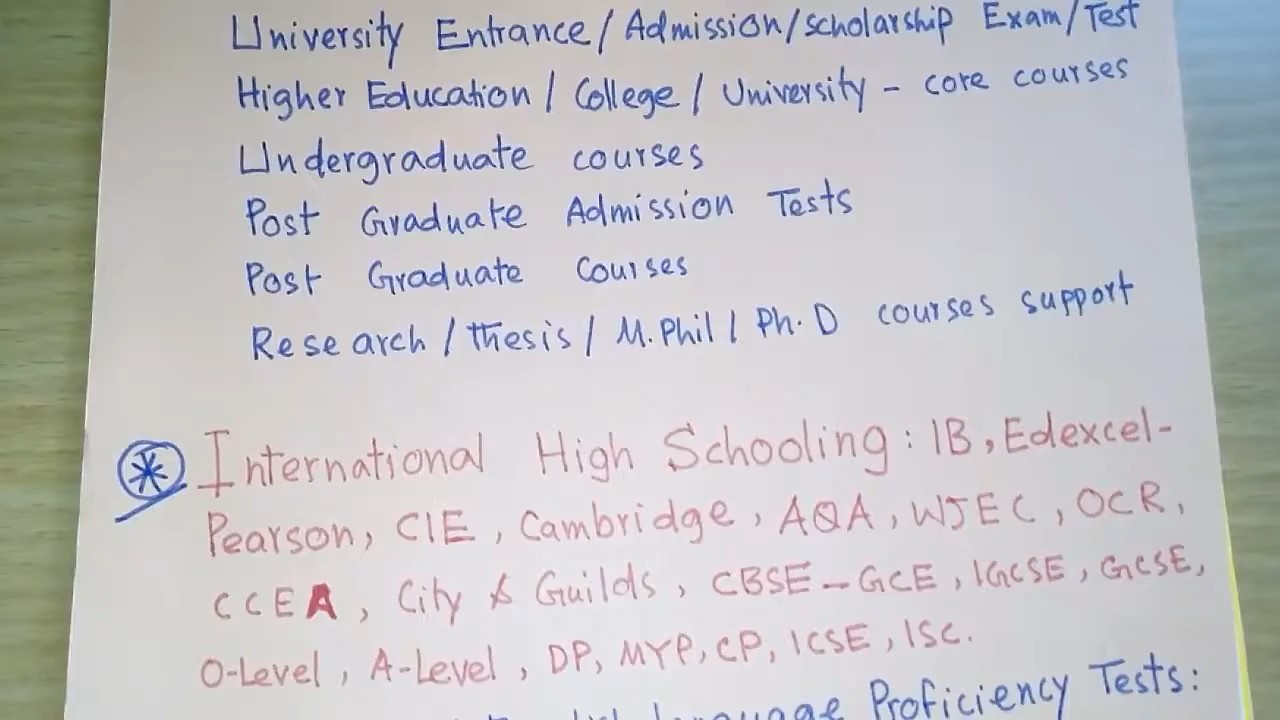 University Entrance/Admission/scholarship Exam/Test
Higher Education / College / University - core courses
Undergraduate courses
Post Graduate Admission Tests
Post Graduate Courses
Research / thesis / M.Phil / Ph.D courses support
International High Schooling : IB, Edexcel-
Pearson, CIE, Cambridge, AQA, WJEC, OCR,
CCEA, City & Guilds, CBSE-GCE, IGCSE, GCSE,
O-Level, A-Level, DP, MYP, CP, ICSE, ISC.
Language Proficiency Tests: